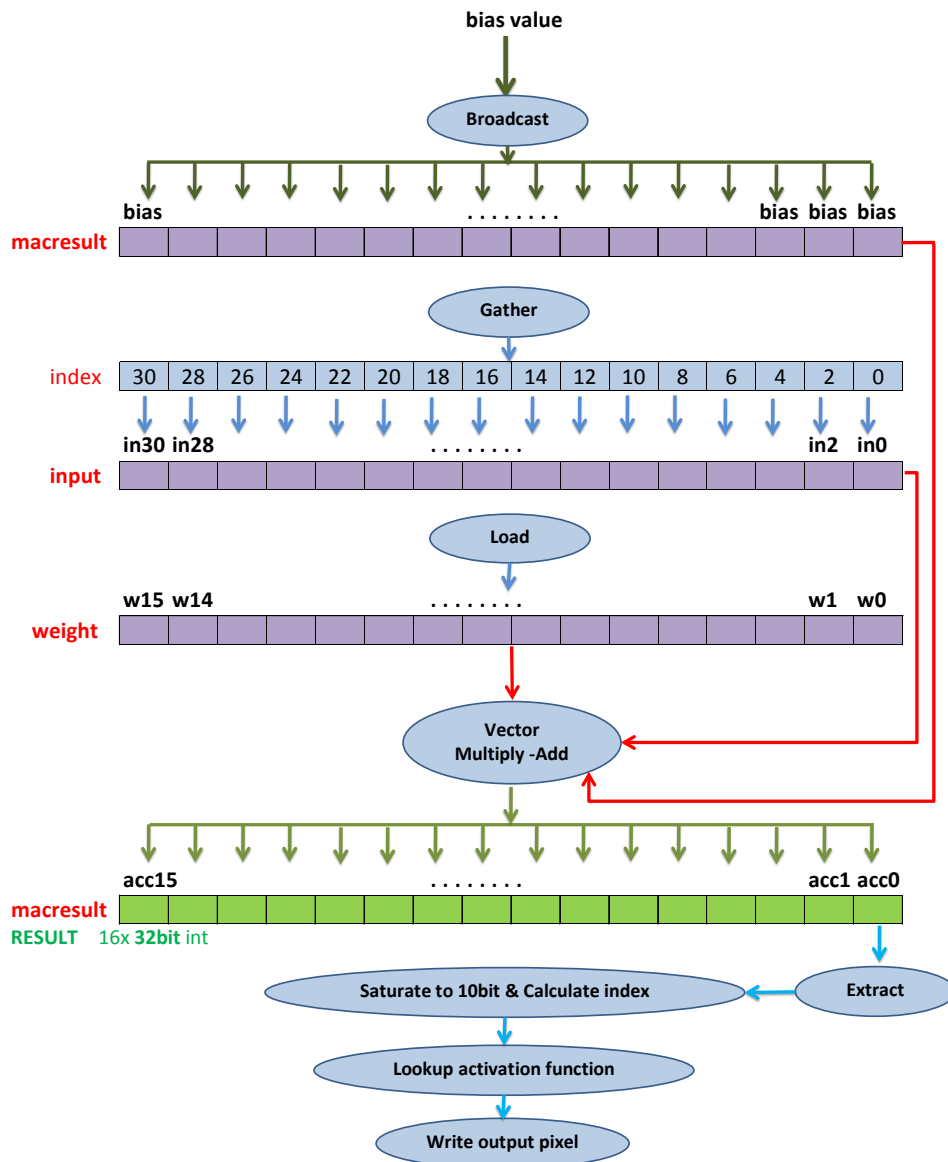 bias value
Broadcast
bias . . . . . . . . bias bias bias
macresult
Gather
index 30 28 26 24 22 20 18 16 14 12 10 8 6 4 2 0
in30 in28 . . . . . . . . in2 in0
input
Load
w15 w14 . . . . . . . . w1 w0
weight
Vector
Multiply -Add
acc15 . . . . . . . . acc1 acc0
macresult
RESULT 16x 32bit int
Saturate to 10bit & Calculate index
Extract
Lookup activation function
Write output pixel